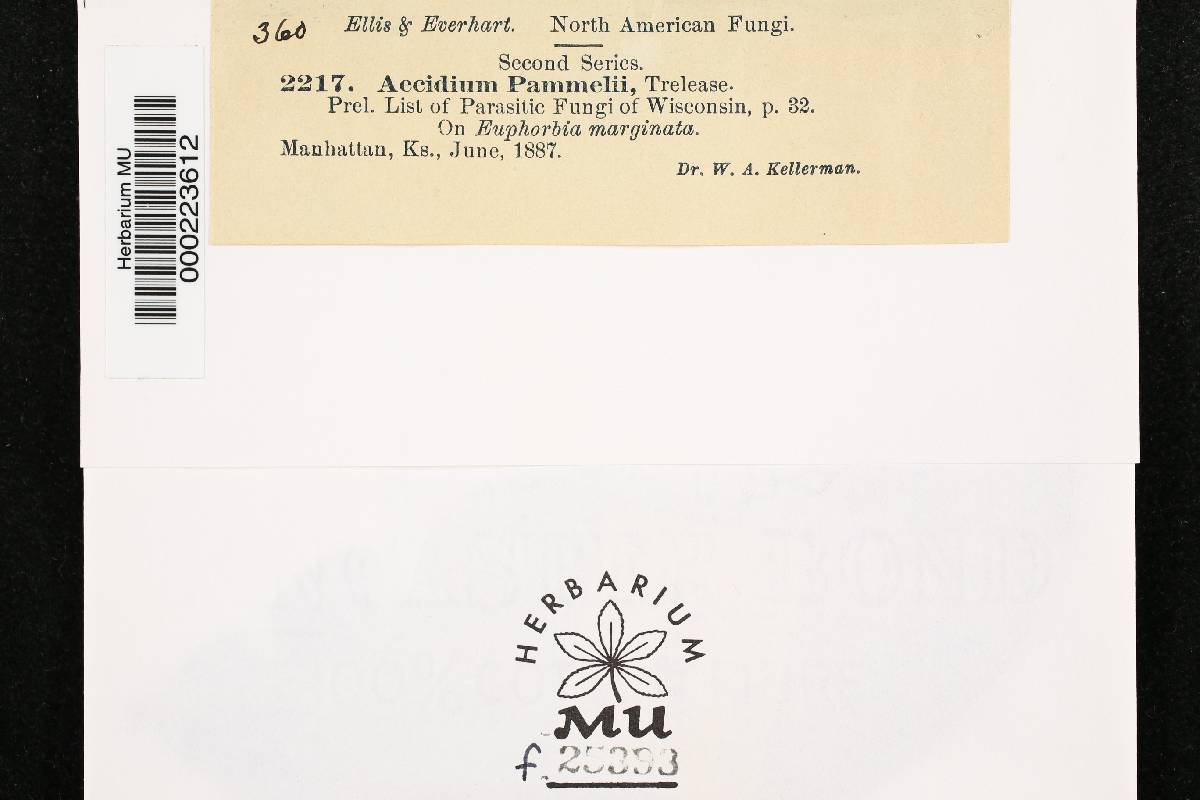 360
Ellis & Everhart. North American Fungi.
Second Series.
2217. Aecidium Pammelii, Trelease.
Prel. List of Parasitic Fungi of Wisconsin, p. 32.
On Euphorbia marginata.
Manhattan, Ks., June, 1887.
Dr. W. A. Kellerman.
Herbarium MU
000223612
HERBARIUM
MU
f. 25393